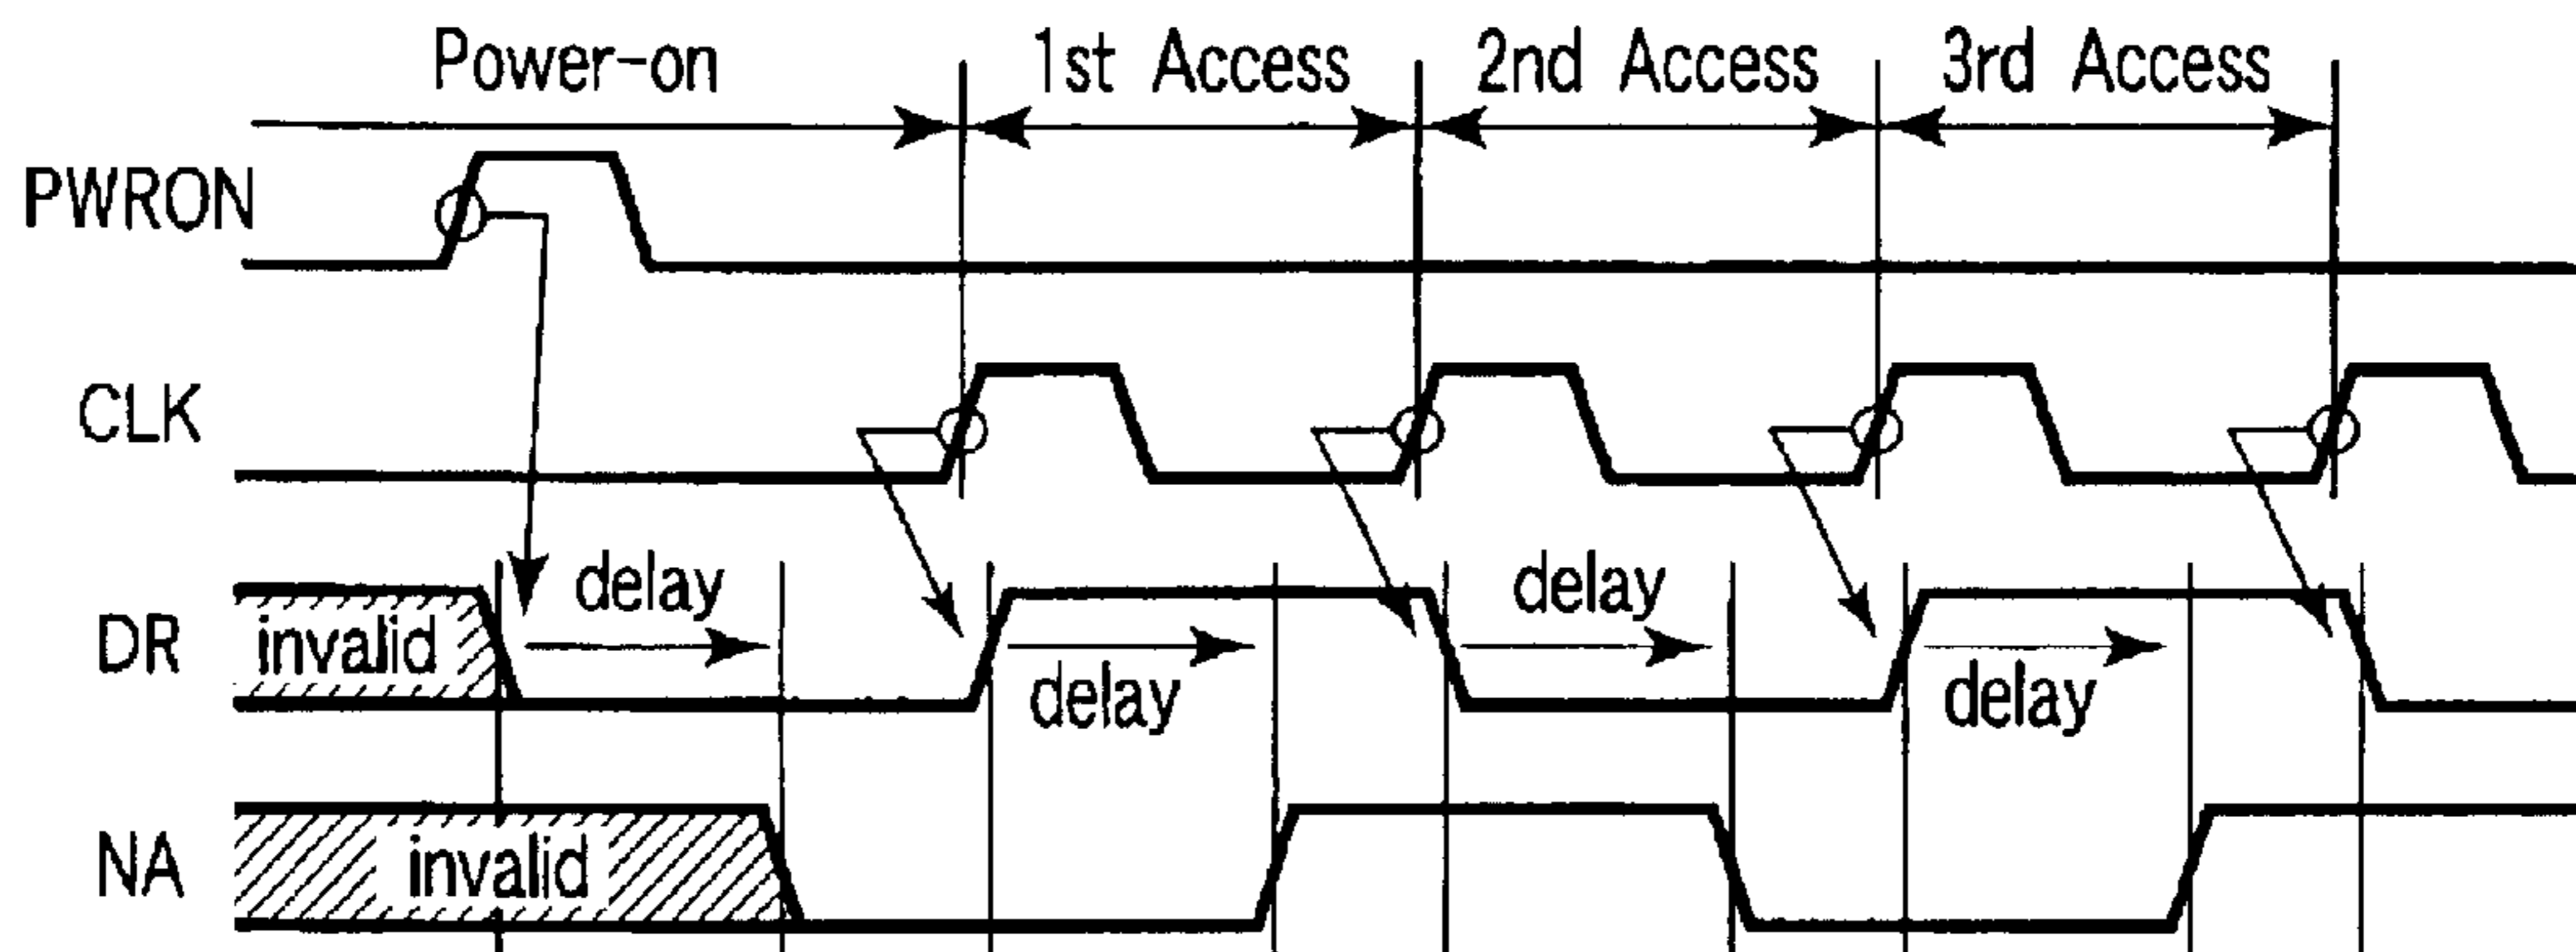 Power-on 1st Access 2nd Access 3rd Access
PWRON
CLK
delay delay
DR invalid
delay delay
NA invalid